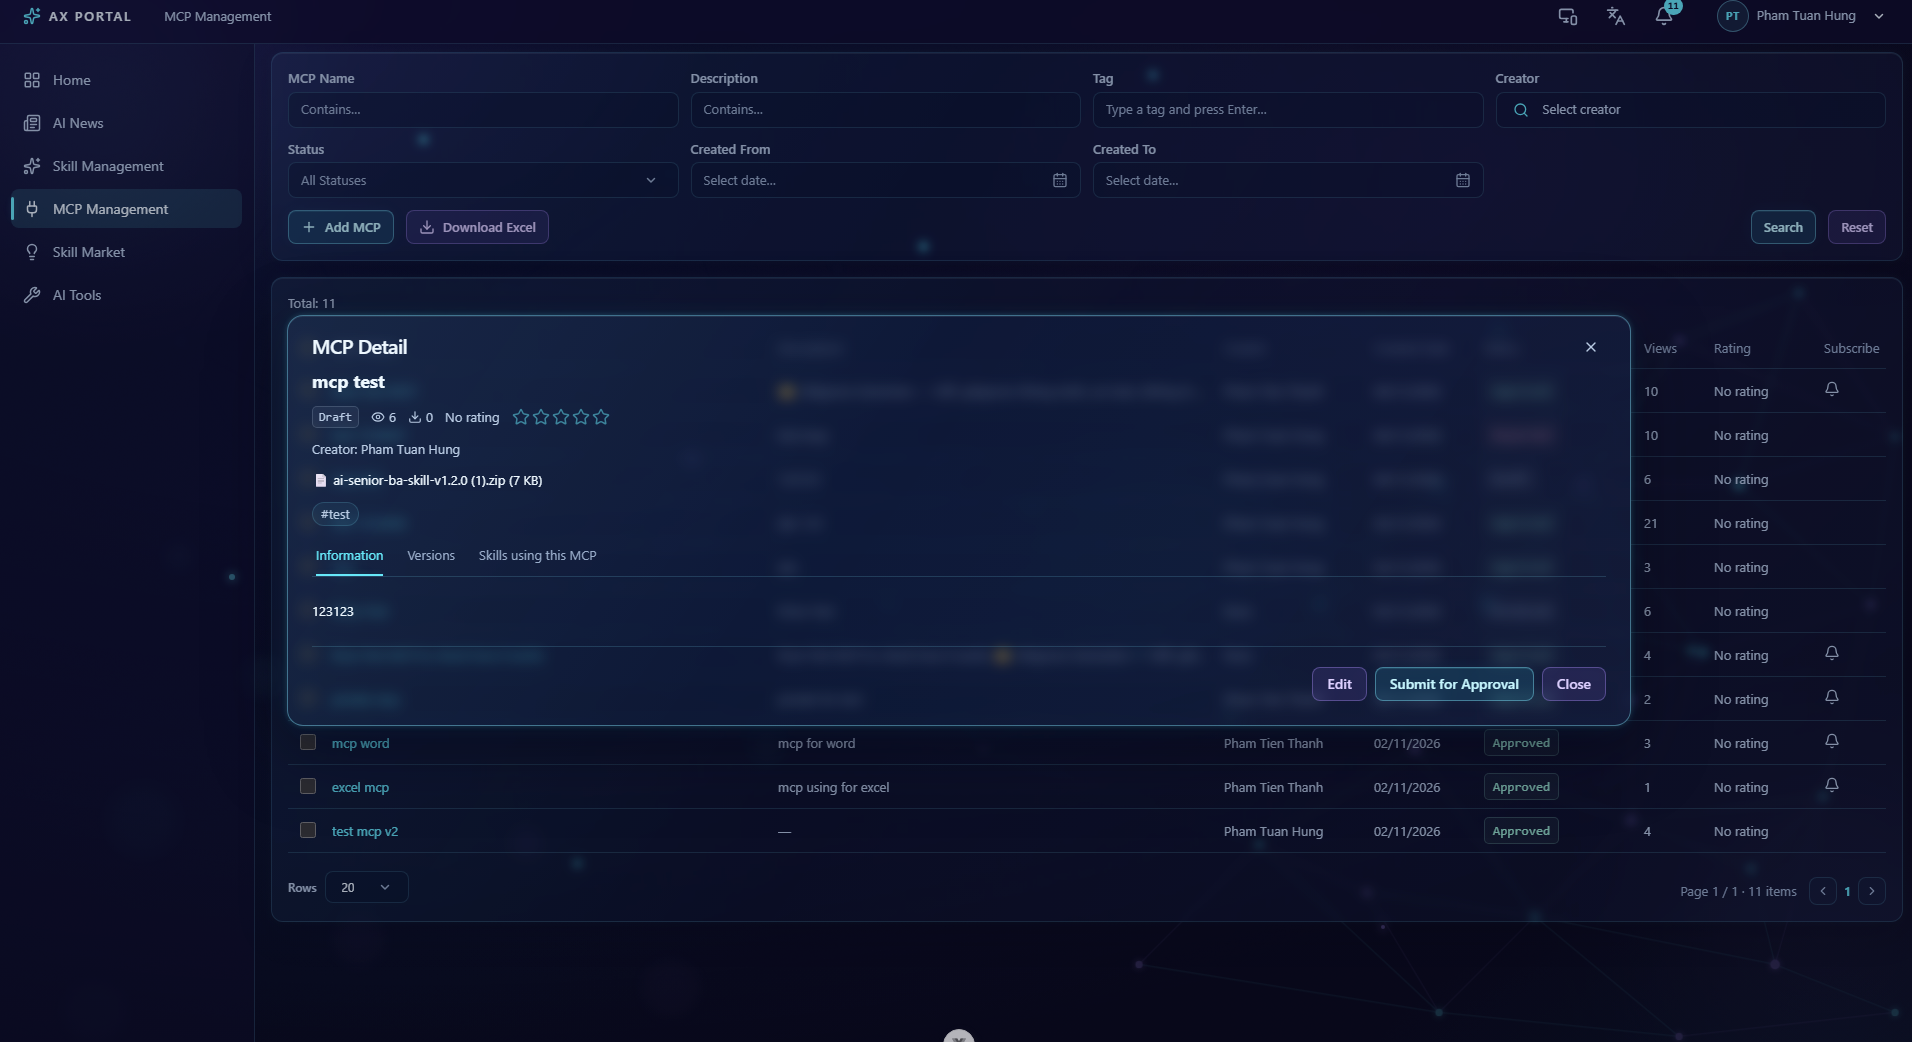 AX PORTAL
MCP Management
11
PT
Pham Tuan Hung
Home
AI News
Skill Management
MCP Management
Skill Market
AI Tools
MCP Name
Description
Tag
Creator
Contains...
Contains...
Type a tag and press Enter...
Select creator
Status
Created From
Created To
All Statuses
Select date...
Select date...
Add MCP
Download Excel
Search
Reset
Total: 11
MCP Detail
mcp test
Draft
6
0
No rating
Creator: Pham Tuan Hung
ai-senior-ba-skill-v1.2.0 (1).zip (7 KB)
#test
Information
Versions
Skills using this MCP
123123
Edit
Submit for Approval
Close
Views
Rating
Subscribe
10
No rating
10
No rating
6
No rating
21
No rating
3
No rating
6
No rating
4
No rating
2
No rating
mcp word
mcp for word
Pham Tien Thanh
02/11/2026
Approved
3
No rating
excel mcp
mcp using for excel
Pham Tien Thanh
02/11/2026
Approved
1
No rating
test mcp v2
—
Pham Tuan Hung
02/11/2026
Approved
4
No rating
Rows
20
Page 1 / 1 · 11 items
1